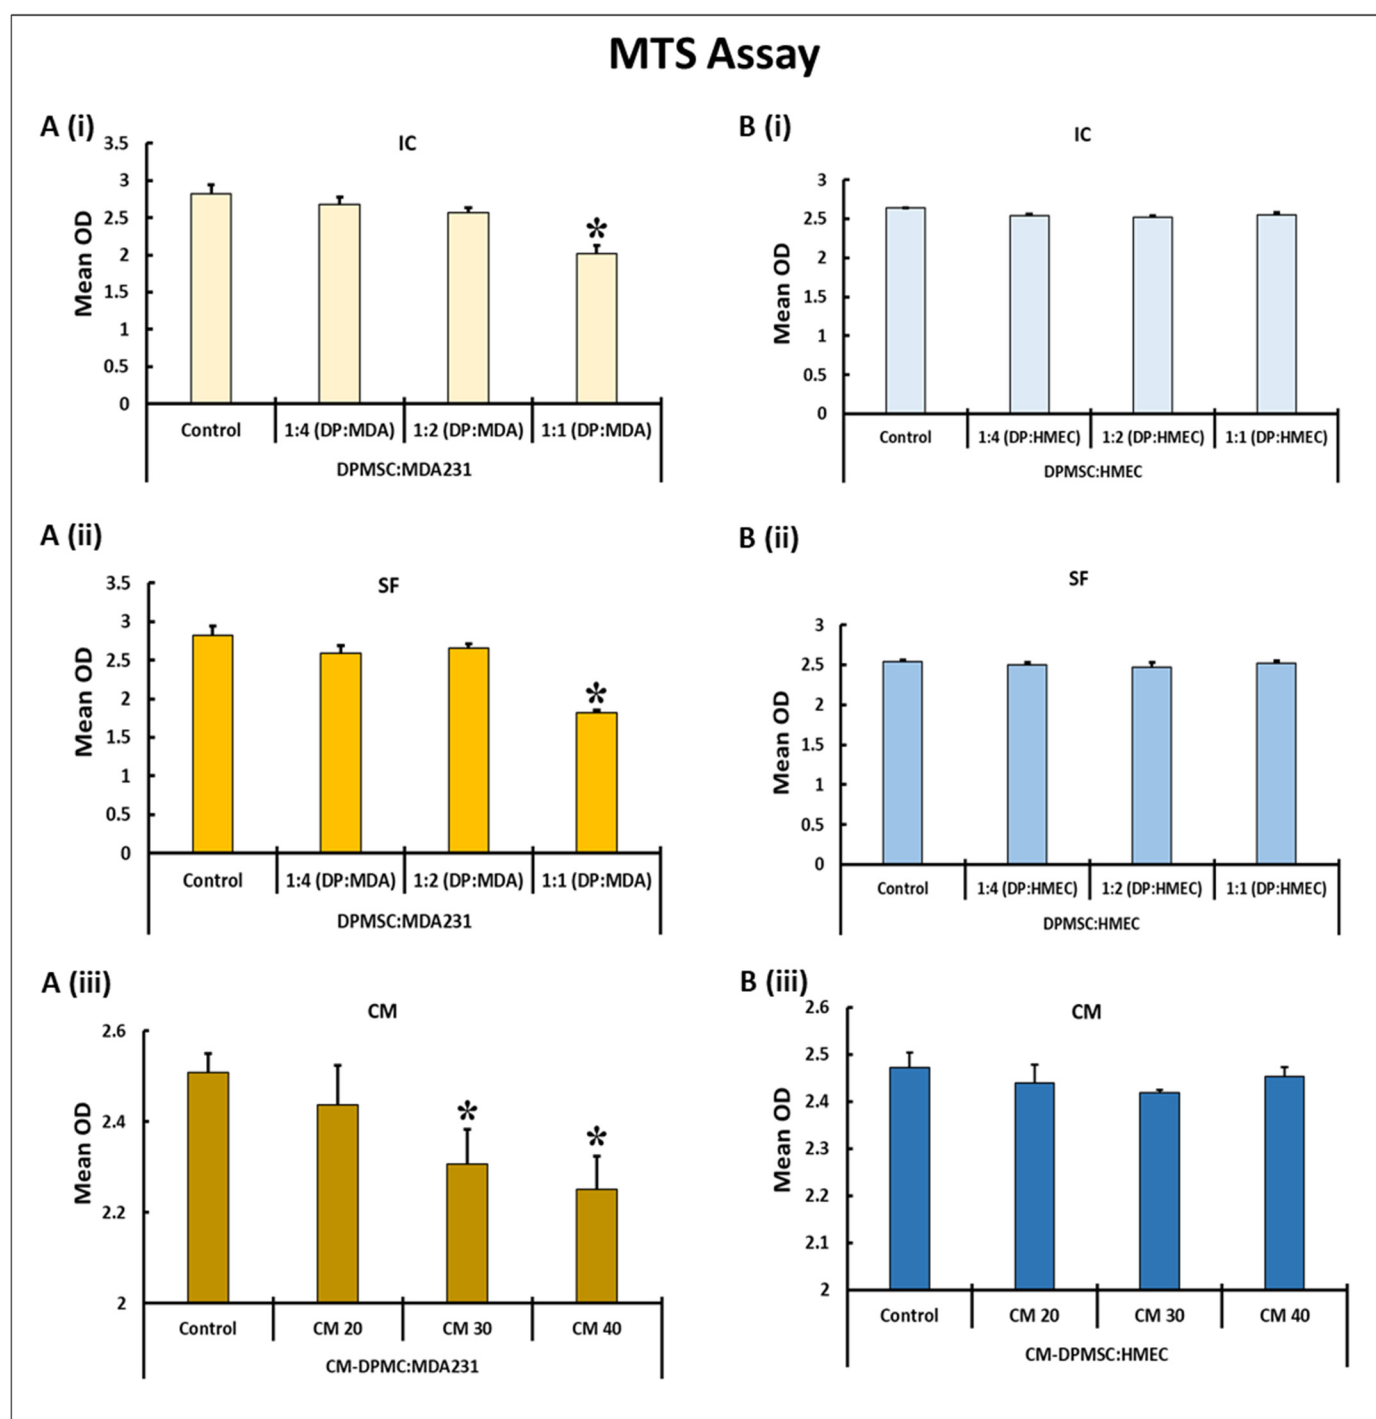 MTS Assay
A (i)
IC
Mean OD
3.5
3
2.5
2
1.5
1
0.5
0
*
Control 1:4 (DP:MDA) 1:2 (DP:MDA) 1:1 (DP:MDA)
DPMSC:MDA231
B (i)
IC
Mean OD
3
2.5
2
1.5
1
0.5
0
Control 1:4 (DP:HMEC) 1:2 (DP:HMEC) 1:1 (DP:HMEC)
DPMSC:HMEC
A (ii)
SF
Mean OD
3.5
3
2.5
2
1.5
1
0.5
0
*
Control 1:4 (DP:MDA) 1:2 (DP:MDA) 1:1 (DP:MDA)
DPMSC:MDA231
B (ii)
SF
Mean OD
3
2.5
2
1.5
1
0.5
0
Control 1:4 (DP:HMEC) 1:2 (DP:HMEC) 1:1 (DP:HMEC)
DPMSC:HMEC
A (iii)
CM
Mean OD
2.6
2.4
2.2
2
*
*
Control CM 20 CM 30 CM 40
CM-DPMC:MDA231
B (iii)
CM
Mean OD
2.6
2.5
2.4
2.3
2.2
2.1
2
Control CM 20 CM 30 CM 40
CM-DPMSC:HMEC